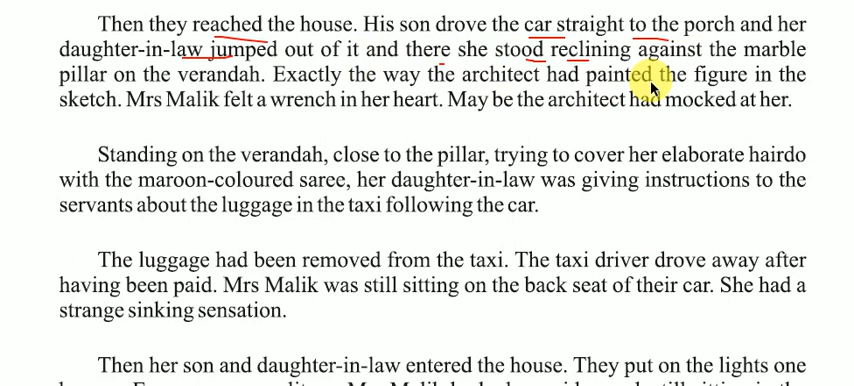 Then they reached the house. His son drove the car straight to the porch and her
daughter-in-law jumped out of it and there she stood reclining against the marble
pillar on the verandah. Exactly the way the architect had painted the figure in the
sketch. Mrs Malik felt a wrench in her heart. May be the architect had mocked at her.
Standing on the verandah, close to the pillar, trying to cover her elaborate hairdo
with the maroon-coloured saree, her daughter-in-law was giving instructions to the
servants about the luggage in the taxi following the car.
The luggage had been removed from the taxi. The taxi driver drove away after
having been paid. Mrs Malik was still sitting on the back seat of their car. She had a
strange sinking sensation.
Then her son and daughter-in-law entered the house. They put on the lights one